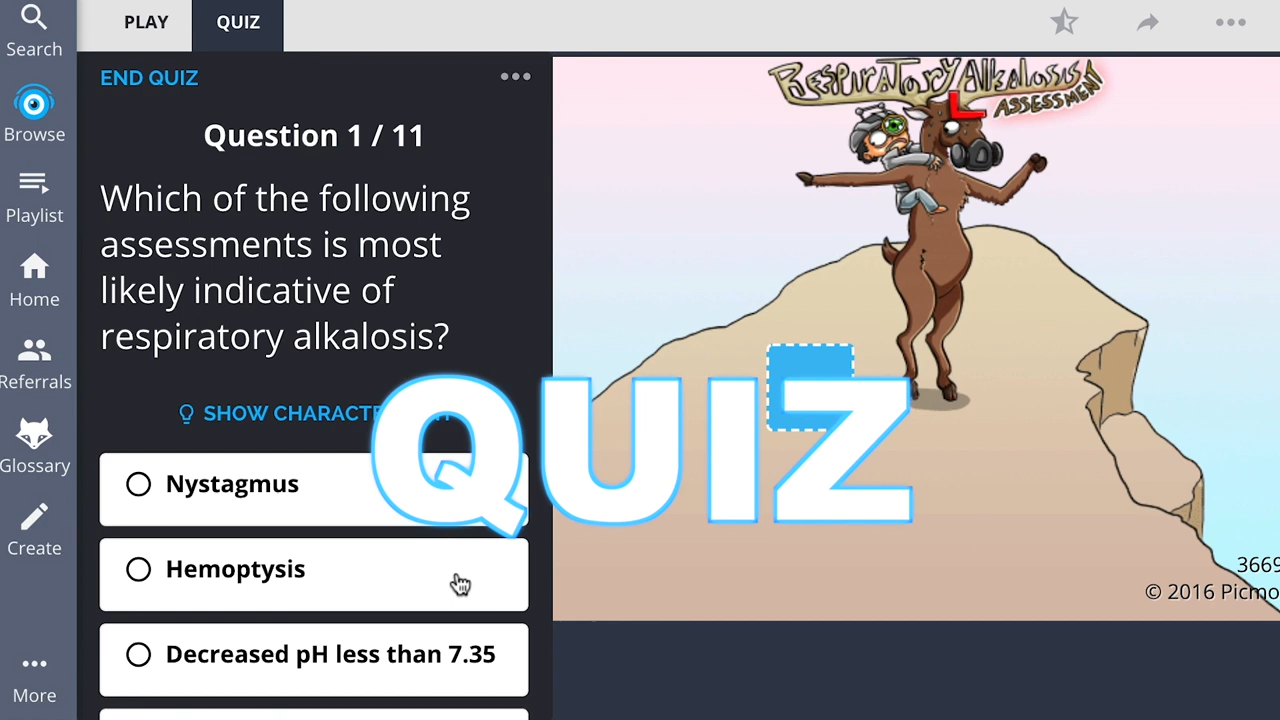 Search
Browse
Playlist
Home
Referrals
Glossary
Create
More
PLAY
QUIZ
END QUIZ
Question 1 / 11
Which of the following
assessments is most
likely indicative of
respiratory alkalosis?
SHOW
Nystagmus
Hemoptysis
Decreased pH less than 7.35
RESPIRATORY ALKALOSIS
ASSESSMENT
L
QUIZ
3669
© 2016